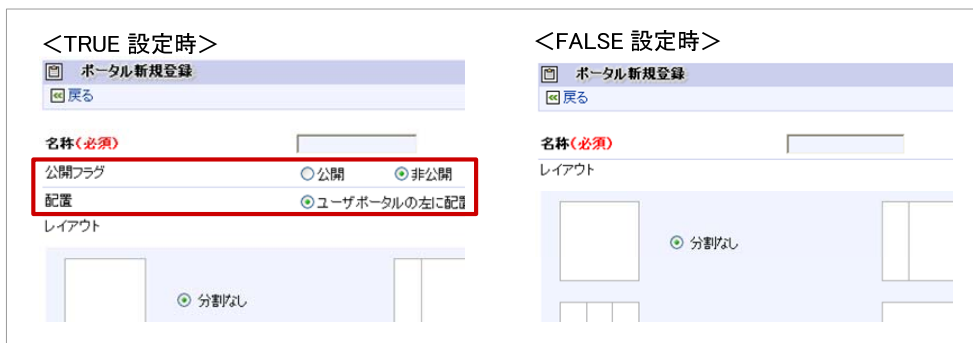 ＜TRUE 設定時＞
ポータル新規登録
戻る
名称(必須)
公開フラグ 公開 非公開
配置 ユーザポータルの左に配置
レイアウト
分割なし
＜FALSE 設定時＞
ポータル新規登録
戻る
名称(必須)
レイアウト
分割なし